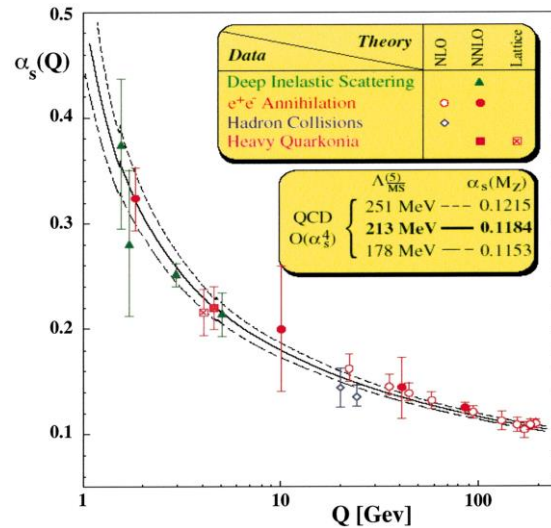 αs(Q)
0.5
0.4
0.3
0.2
0.1
Theory
Data
NLO
NNLO
Lattice
Deep Inelastic Scattering
e+e- Annihilation
Hadron Collisions
Heavy Quarkonia
Λ(5)MS αs(MZ)
QCD O(αs4)
251 MeV 0.1215
213 MeV 0.1184
178 MeV 0.1153
1 10 100
Q [Gev]